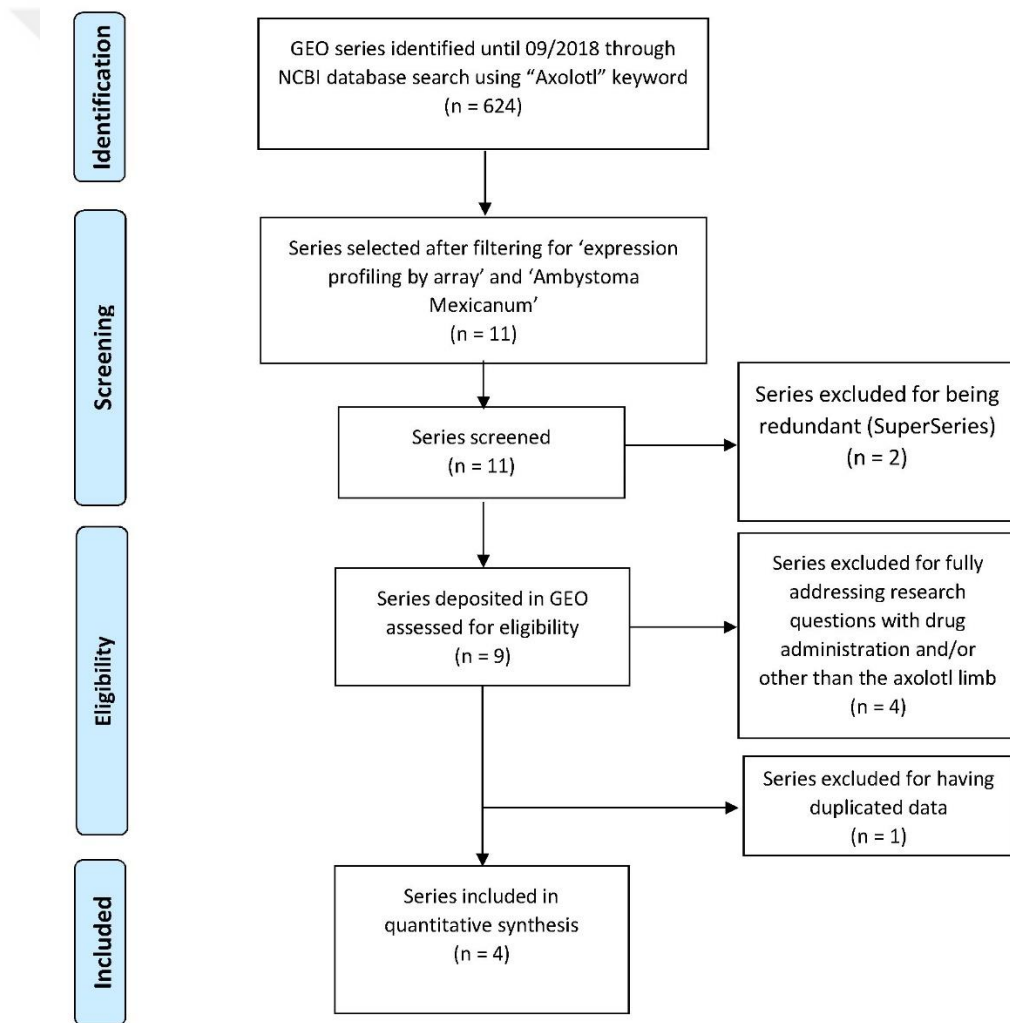 Identification
GEO series identified until 09/2018 through
NCBI database search using “Axolotl” keyword
(n = 624)
Screening
Series selected after filtering for ‘expression
profiling by array’ and ‘Ambystoma
Mexicanum’
(n = 11)
Series screened
(n = 11)
Series excluded for being
redundant (SuperSeries)
(n = 2)
Eligibility
Series deposited in GEO
assessed for eligibility
(n = 9)
Series excluded for fully
addressing research
questions with drug
administration and/or
other than the axolotl limb
(n = 4)
Series excluded for having
duplicated data
(n = 1)
Included
Series included in
quantitative synthesis
(n = 4)